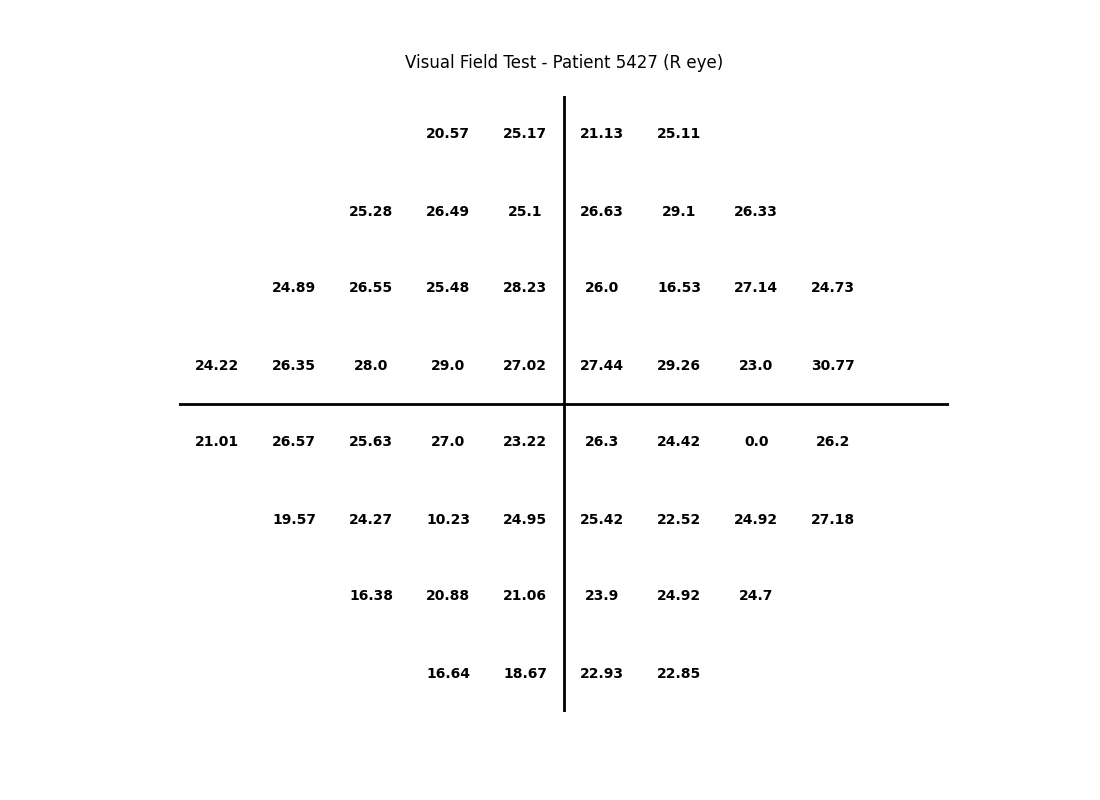 Visual Field Test - Patient 5427 (R eye)
20.57 25.17 21.13 25.11
25.28 26.49 25.1 26.63 29.1 26.33
24.89 26.55 25.48 28.23 26.0 16.53 27.14 24.73
24.22 26.35 28.0 29.0 27.02 27.44 29.26 23.0 30.77
21.01 26.57 25.63 27.0 23.22 26.3 24.42 0.0 26.2
19.57 24.27 10.23 24.95 25.42 22.52 24.92 27.18
16.38 20.88 21.06 23.9 24.92 24.7
16.64 18.67 22.93 22.85